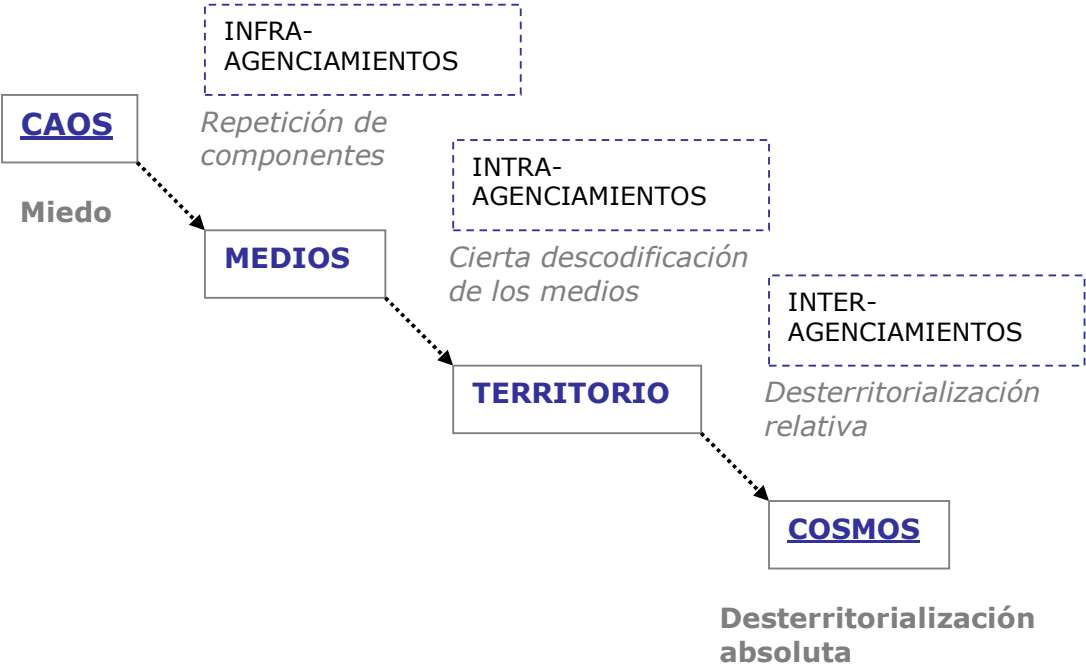 INFRA-
AGENCIAMIENTOS
CAOS
Repetición de
componentes
Miedo
INTRA-
AGENCIAMIENTOS
MEDIOS
Cierta descodificación
de los medios
INTER-
AGENCIAMIENTOS
TERRITORIO
Desterritorialización
relativa
COSMOS
Desterritorialización
absoluta